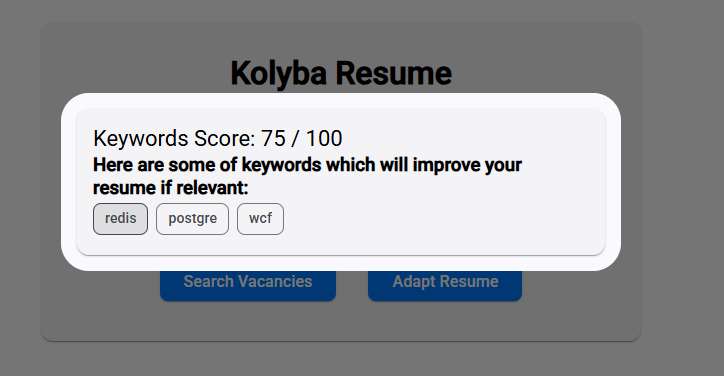 Kolyba Resume
Keywords Score: 75 / 100
Here are some of keywords which will improve your
resume if relevant:
redis postgre wcf
Search Vacancies Adapt Resume